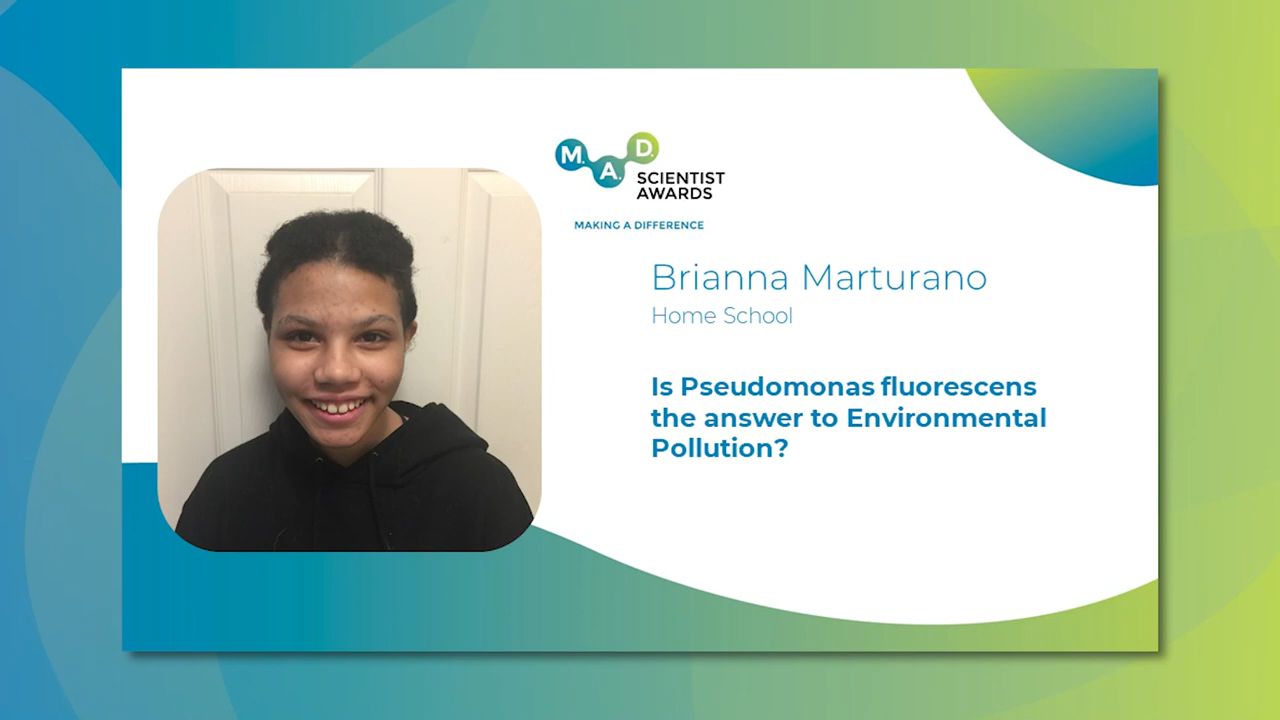 M. A. D.
SCIENTIST
AWARDS
MAKING A DIFFERENCE
Brianna Marturano
Home School
Is Pseudomonas fluorescens
the answer to Environmental
Pollution?